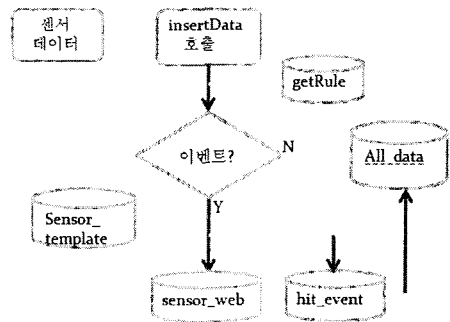 센서
데이터
insertData
호출
getRule
이벤트?
N
All_data
Y
Sensor_
template
sensor_web
hit_event